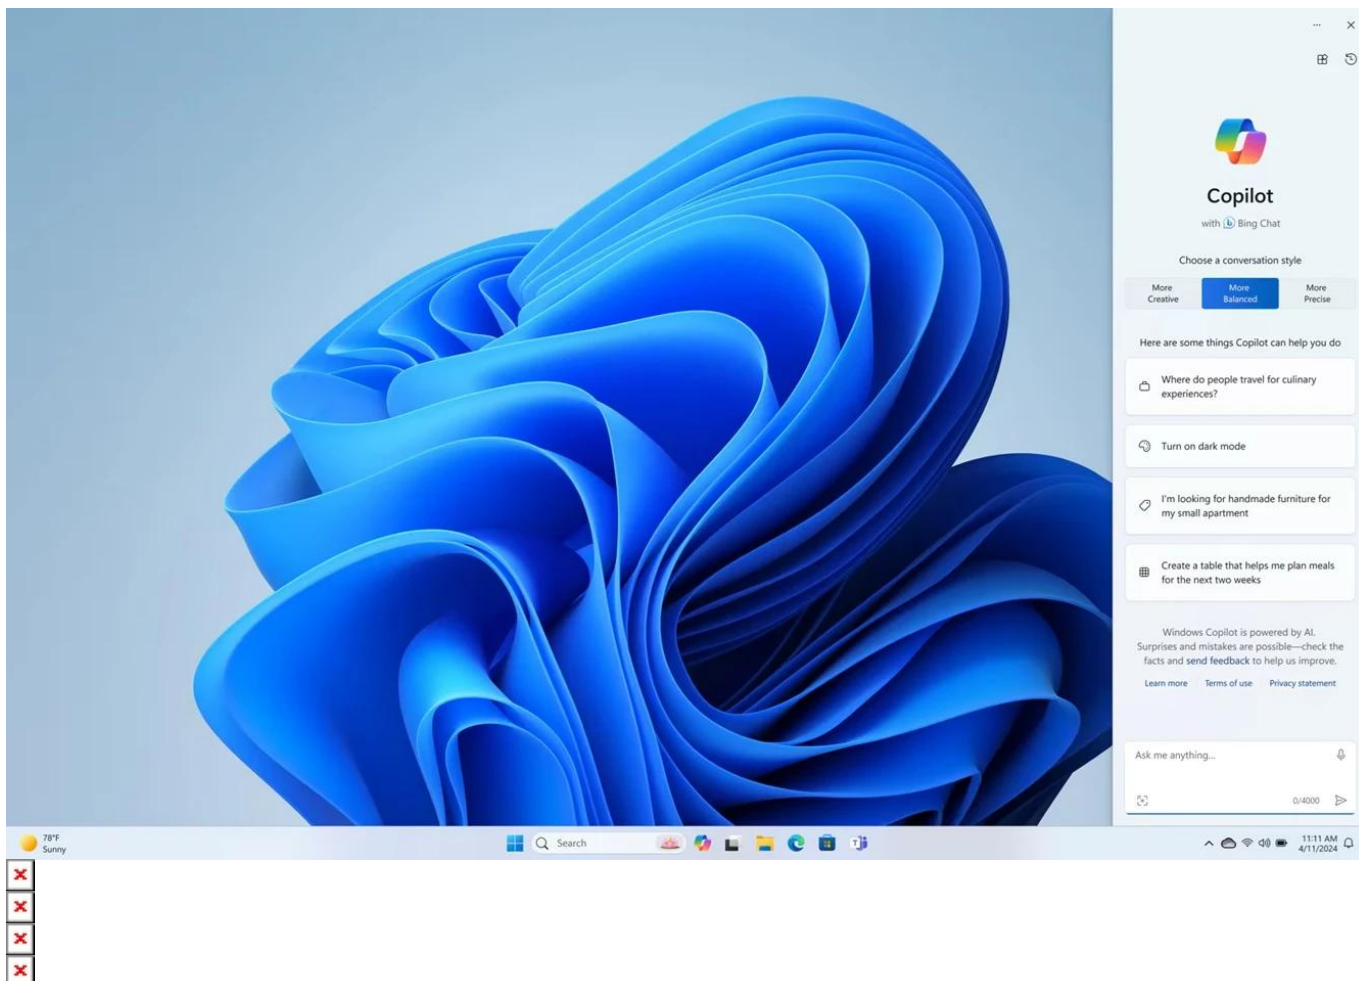 Copilot
with Bing Chat
Choose a conversation style
More
Creative
More
Balanced
More
Precise
Here are some things Copilot can help you do
Where do people travel for culinary
experiences?
Turn on dark mode
I'm looking for handmade furniture for
my small apartment
Create a table that helps me plan meals
for the next two weeks
Windows Copilot is powered by AI.
Surprises and mistakes are possible—check the
facts and send feedback to help us improve.
Learn more Terms of use Privacy statement
Ask me anything...
0/4000
78°F
Sunny
Search
11:11 AM
4/11/2024